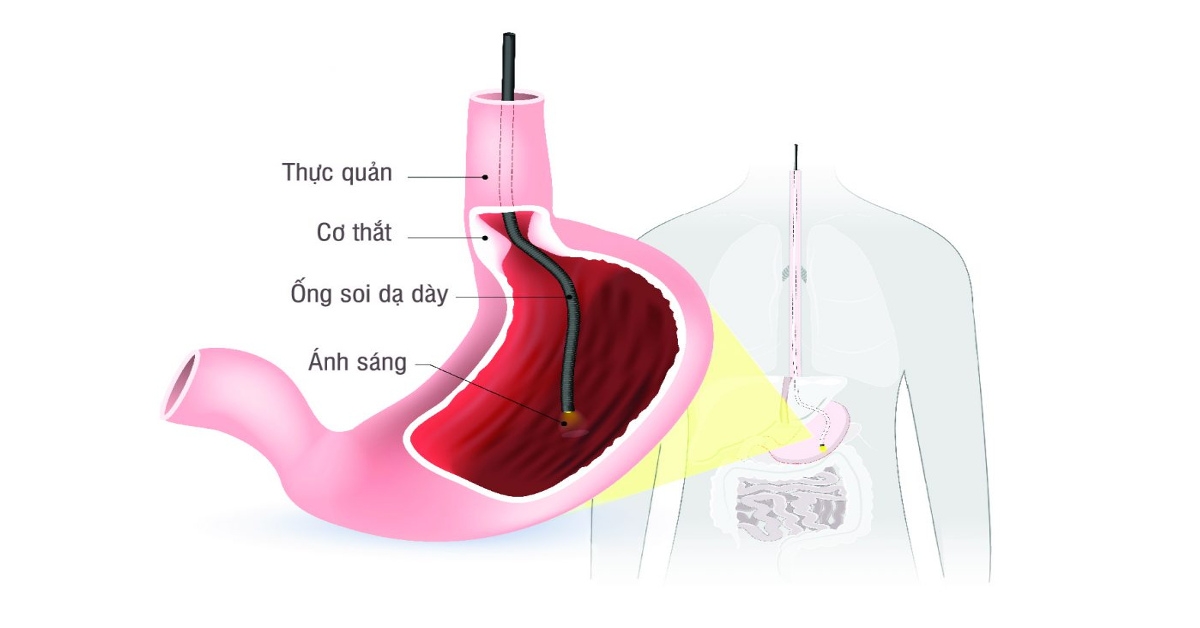 Thực quản
Cơ thắt
Ống soi dạ dày
Ánh sáng